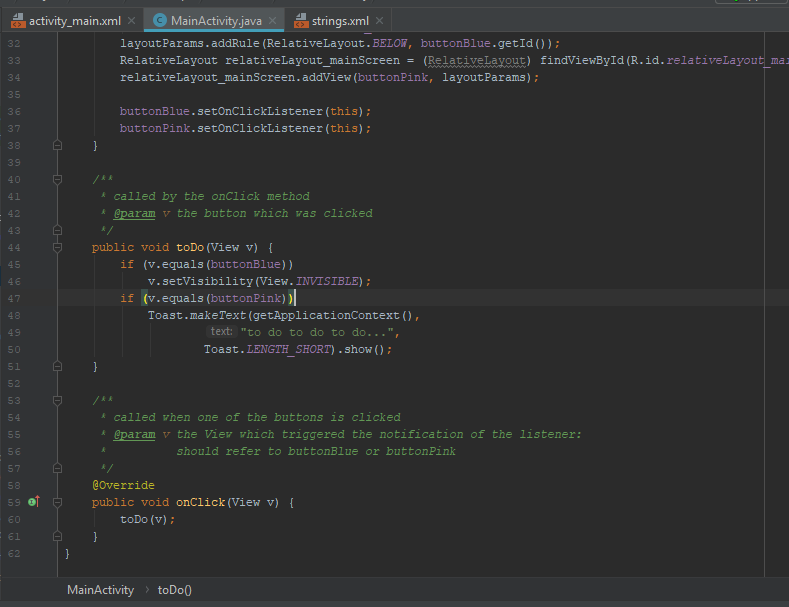 activity_main.xml × MainActivity.java × strings.xml ×
32 layoutParams.addRule(RelativeLayout.BELOW, buttonBlue.getId());
33 RelativeLayout relativeLayout_mainScreen = (RelativeLayout) findViewById(R.id.relativeLayout_mai
34 relativeLayout_mainScreen.addView(buttonPink, layoutParams);
35
36 buttonBlue.setOnClickListener(this);
37 buttonPink.setOnClickListener(this);
38 }
39
40 /**
41 * called by the onClick method
42 * @param v the button which was clicked
43 */
44 public void toDo(View v) {
45 if (v.equals(buttonBlue))
46 v.setVisibility(View.INVISIBLE);
47 if (v.equals(buttonPink))
48 Toast.makeText(getApplicationContext(),
49 text: "to do to do to do...",
50 Toast.LENGTH_SHORT).show();
51 }
52
53 /**
54 * called when one of the buttons is clicked
55 * @param v the View which triggered the notification of the listener:
56 * should refer to buttonBlue or buttonPink
57 */
58 @Override
59 public void onClick(View v) {
60 toDo(v);
61 }
62 }
MainActivity › toDo()